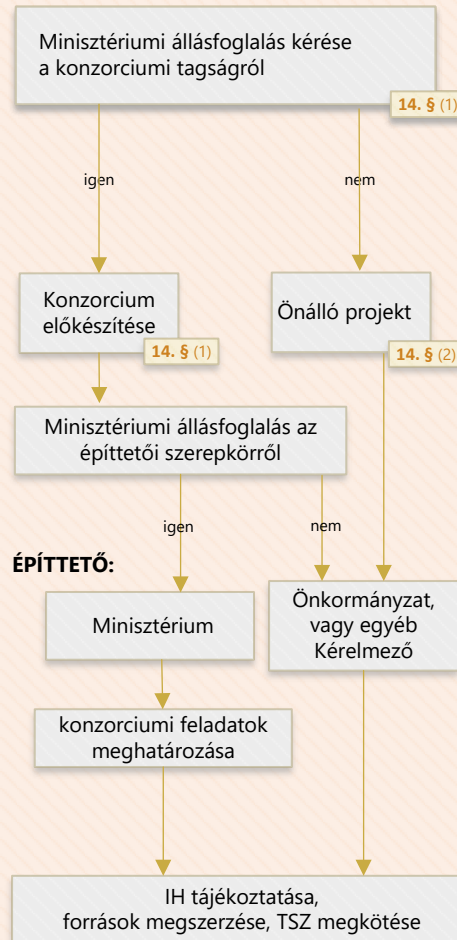 Minisztériumi állásfoglalás kérése
a konzorciumi tagságról
14. § (1)
igen
nem
Konzorcium
előkészítése
14. § (1)
Önálló projekt
14. § (2)
Minisztériumi állásfoglalás az
építtetői szerepkörről
igen
nem
ÉPÍTTETŐ:
Minisztérium
Önkormányzat,
vagy egyéb
Kérelmező
konzorciumi feladatok
meghatározása
IH tájékoztatása,
források megszerzése, TSZ megkötése